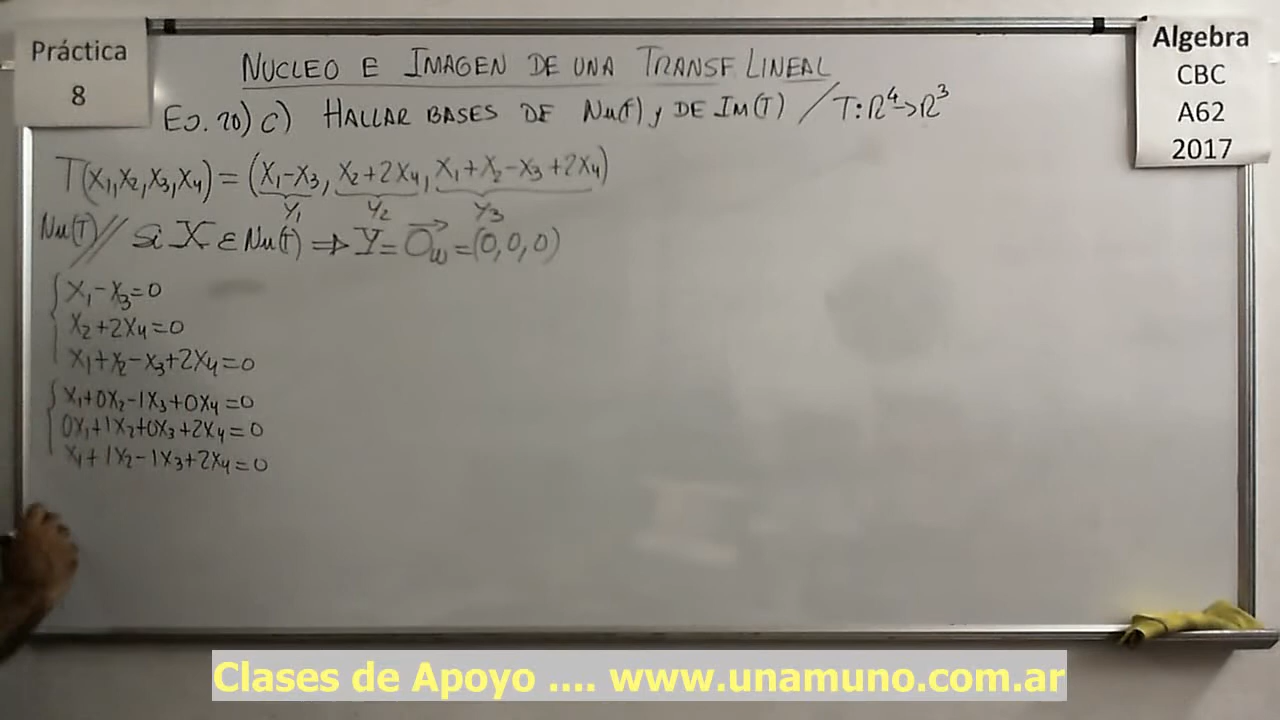 Práctica
8
NUCLEO E IMAGEN DE UNA TRANSF LINEAL
EJ. 20) C) HALLAR BASES DE Nu(T) y DE IM(T) / T: ℝ⁴→ℝ³
Algebra
CBC
A62
2017
T(X₁,X₂,X₃,X₄) = (X₁-X₃, X₂+2X₄, X₁+X₂-X₃+2X₄)
Y₁ Y₂ Y₃
Nu(T)// Si X ∈ Nu(T) ⇒ Y = O⃗w = (0,0,0)
X₁-X₃=0
X₂+2X₄=0
X₁+X₂-X₃+2X₄=0
X₁+0X₂-1X₃+0X₄=0
0X₁+1X₂+0X₃+2X₄=0
X₁+1X₂-1X₃+2X₄=0
Clases de Apoyo .... www.unamuno.com.ar